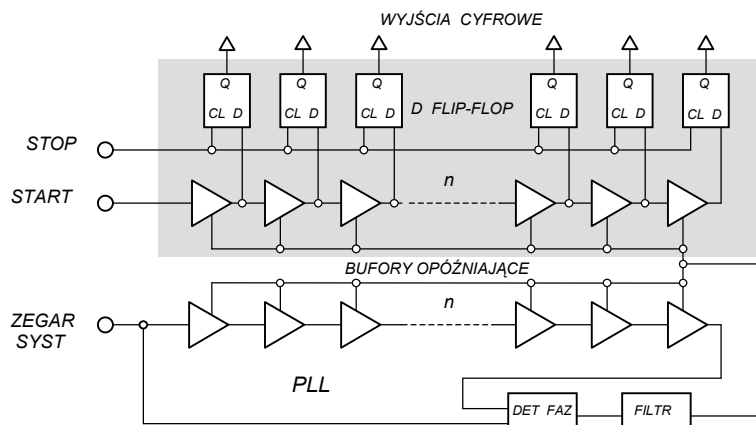 WYJŚCIA CYFROWE
Q Q Q Q Q Q
CL D CL D CL D D FLIP-FLOP CL D CL D CL D
STOP
START
n
BUFORY OPÓŹNIAJĄCE
n
ZEGAR
SYST
PLL
DET FAZ
FILTR